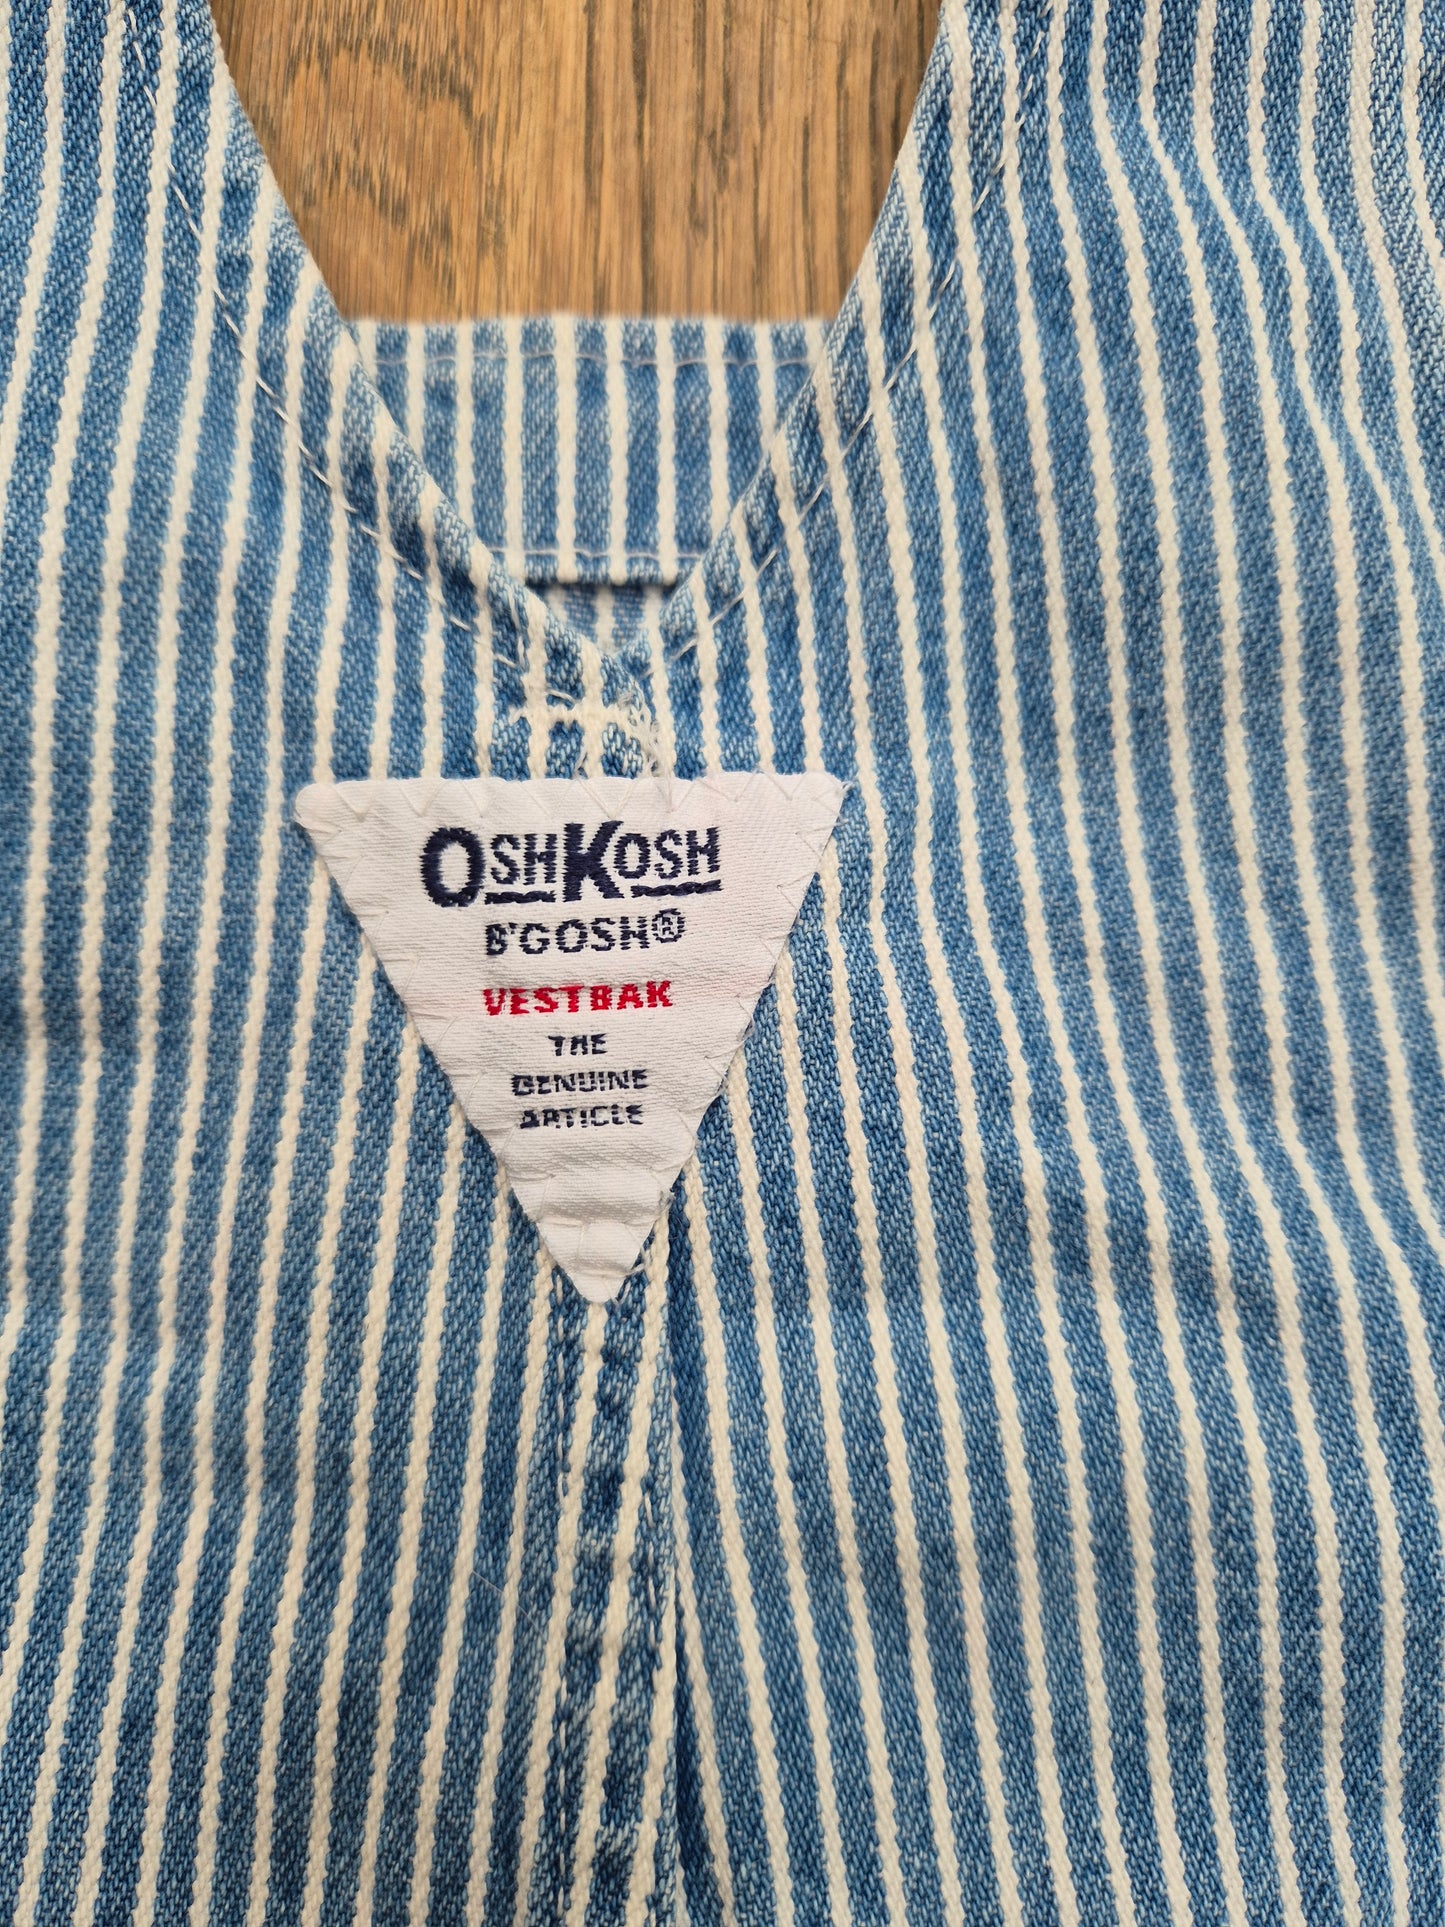 OSHKOSH
B'GOSH®
VESTBAK
THE
GENUINE
ARTICLE